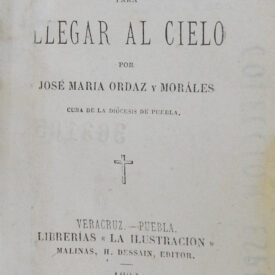 PARA
LLEGAR AL CIELO
POR
JOSÉ MARIA ORDAZ Y MORÁLES
CURA DE LA DIÓCESIS DE PUEBLA.
VERACRUZ. — PUEBLA.
LIBRERIAS « LA ILUSTRACION »
MALINAS, H. DESSAIN, EDITOR.